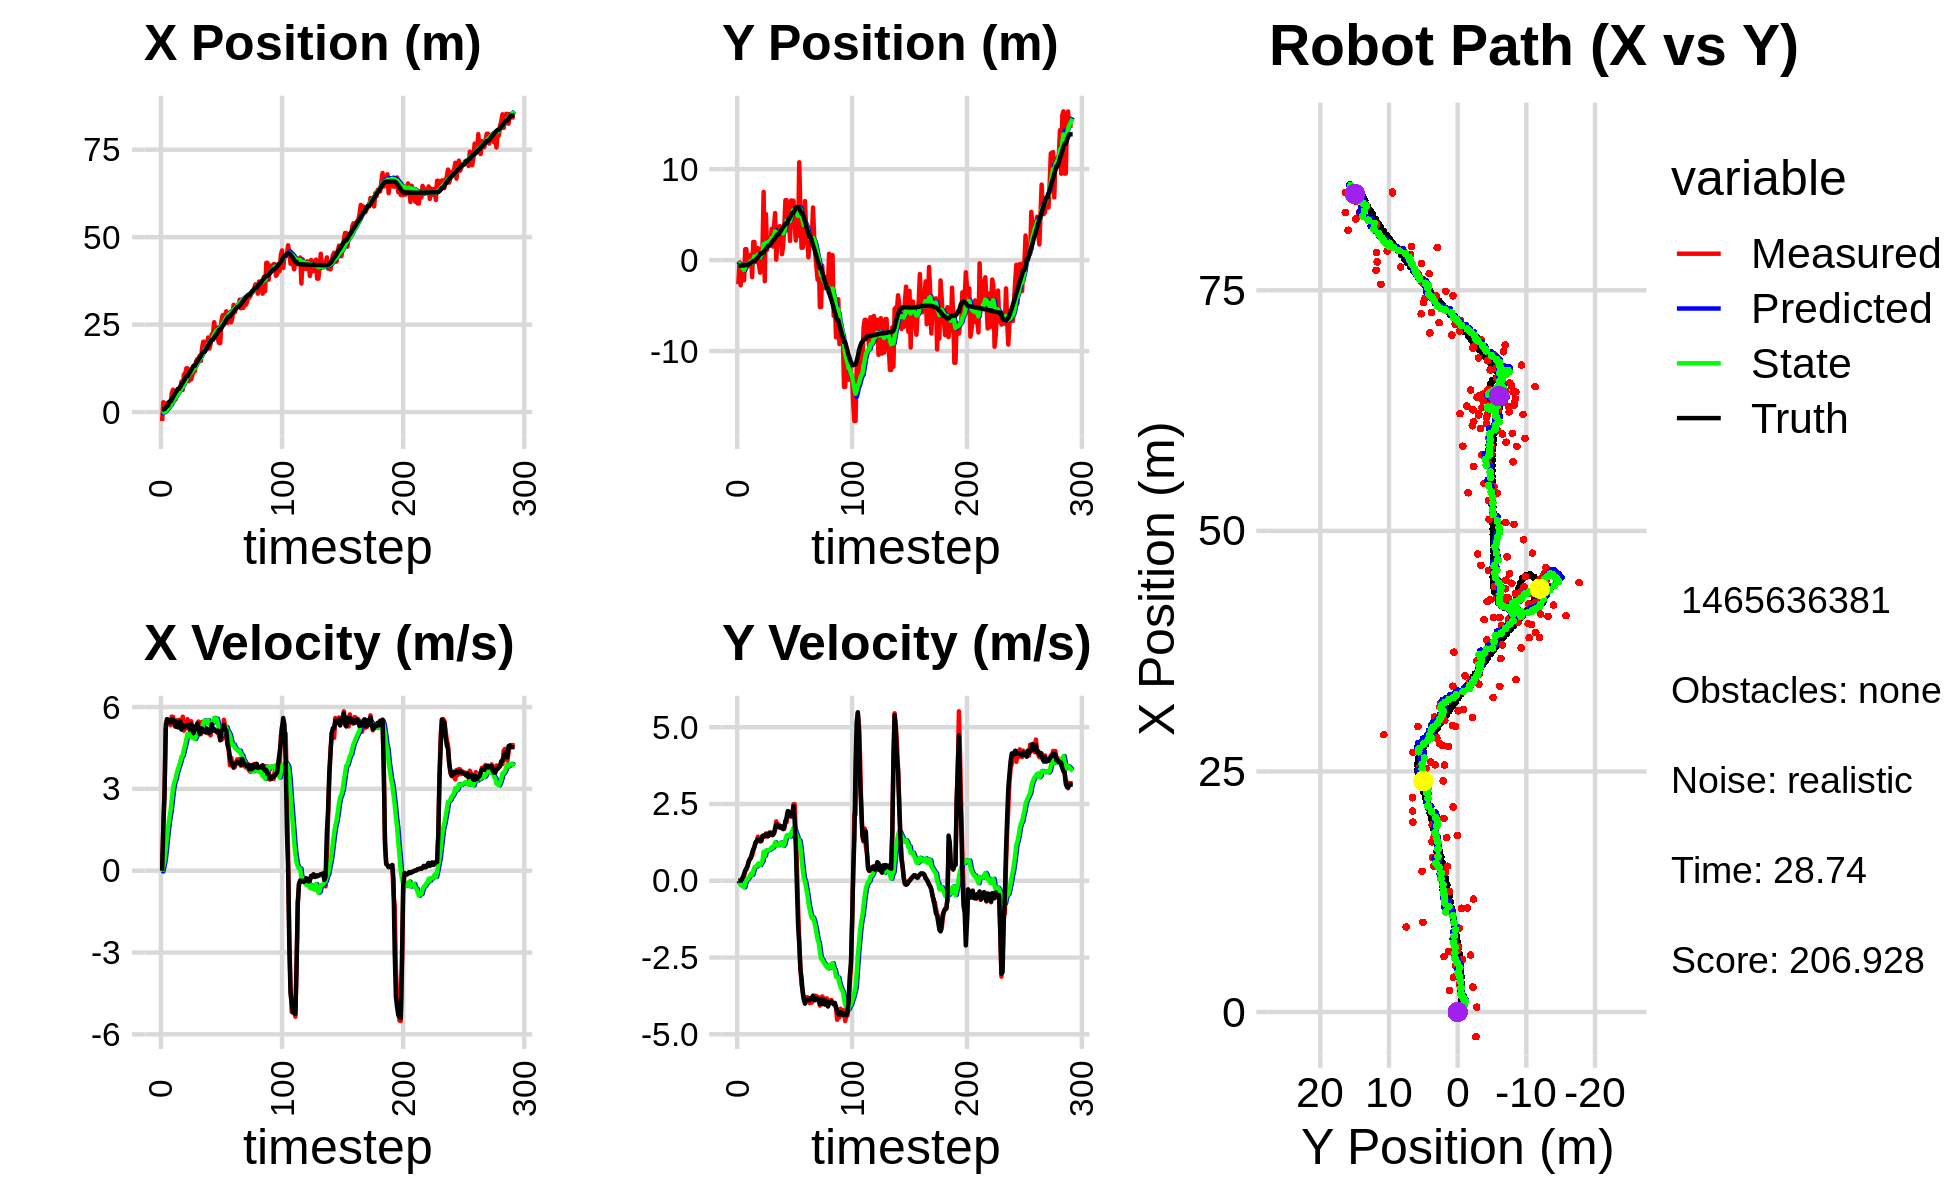 X Position (m)
75
50
25
0
0
100
200
300
timestep
Y Position (m)
10
0
-10
0
100
200
300
timestep
X Velocity (m/s)
6
3
0
-3
-6
0
100
200
300
timestep
Y Velocity (m/s)
5.0
2.5
0.0
-2.5
-5.0
0
100
200
300
timestep
Robot Path (X vs Y)
X Position (m)
75
50
25
0
20 10 0 -10 -20
Y Position (m)
variable
Measured
Predicted
State
Truth
1465636381
Obstacles: none
Noise: realistic
Time: 28.74
Score: 206.928